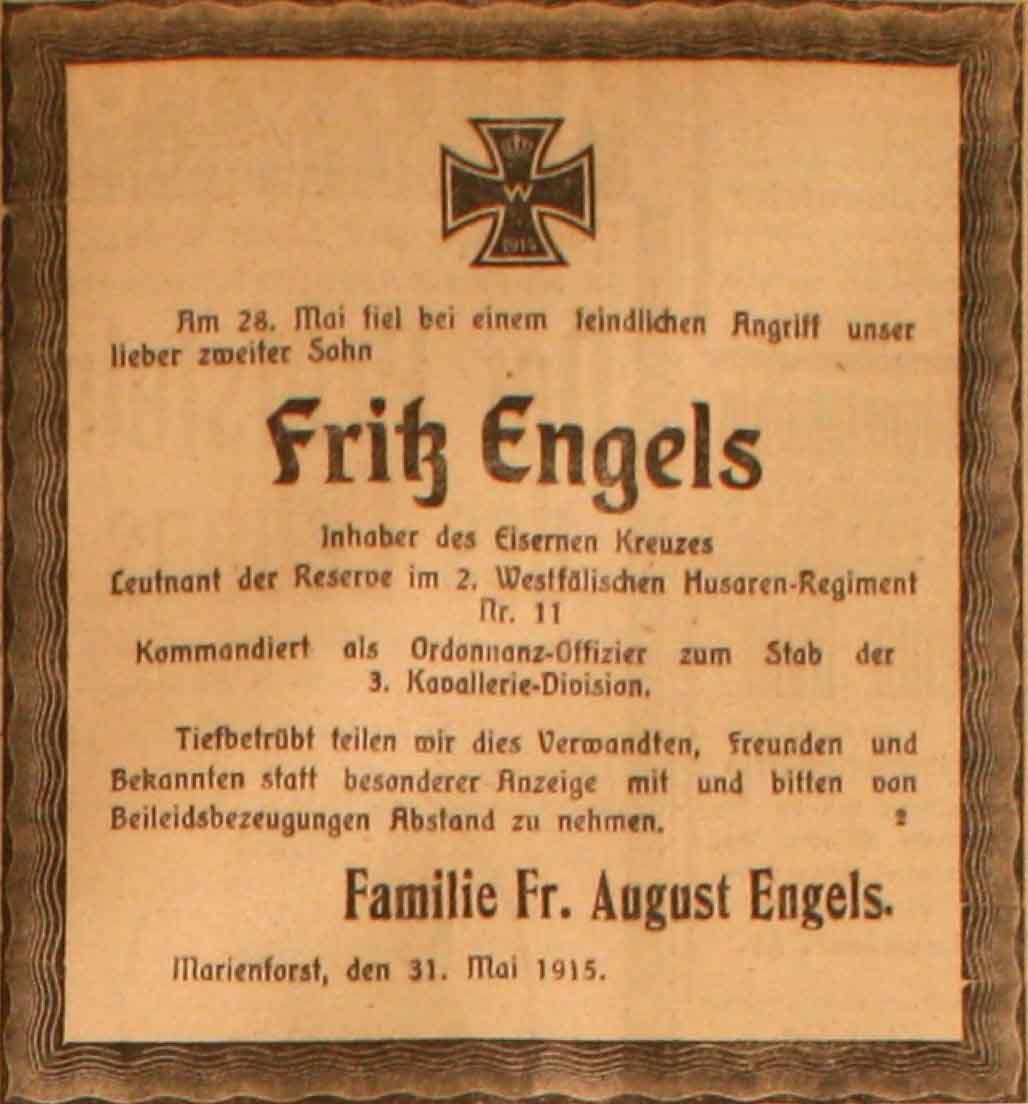 W
1914
Am 28. Mai fiel bei einem feindlichen Angriff unser
lieber zweiter Sohn
Fritz Engels
Inhaber des Eisernen Kreuzes
Leutnant der Reserve im 2. Westfälischen Husaren-Regiment
Nr. 11
Kommandiert als Ordonnanz-Offizier zum Stab der
3. Kavallerie-Division.
Tiefbetrübt teilen wir dies Verwandten, Freunden und
Bekannten statt besonderer Anzeige mit und bitten von
Beileidsbezeugungen Abstand zu nehmen. 2
Familie Fr. August Engels.
Marienforst, den 31. Mai 1915.